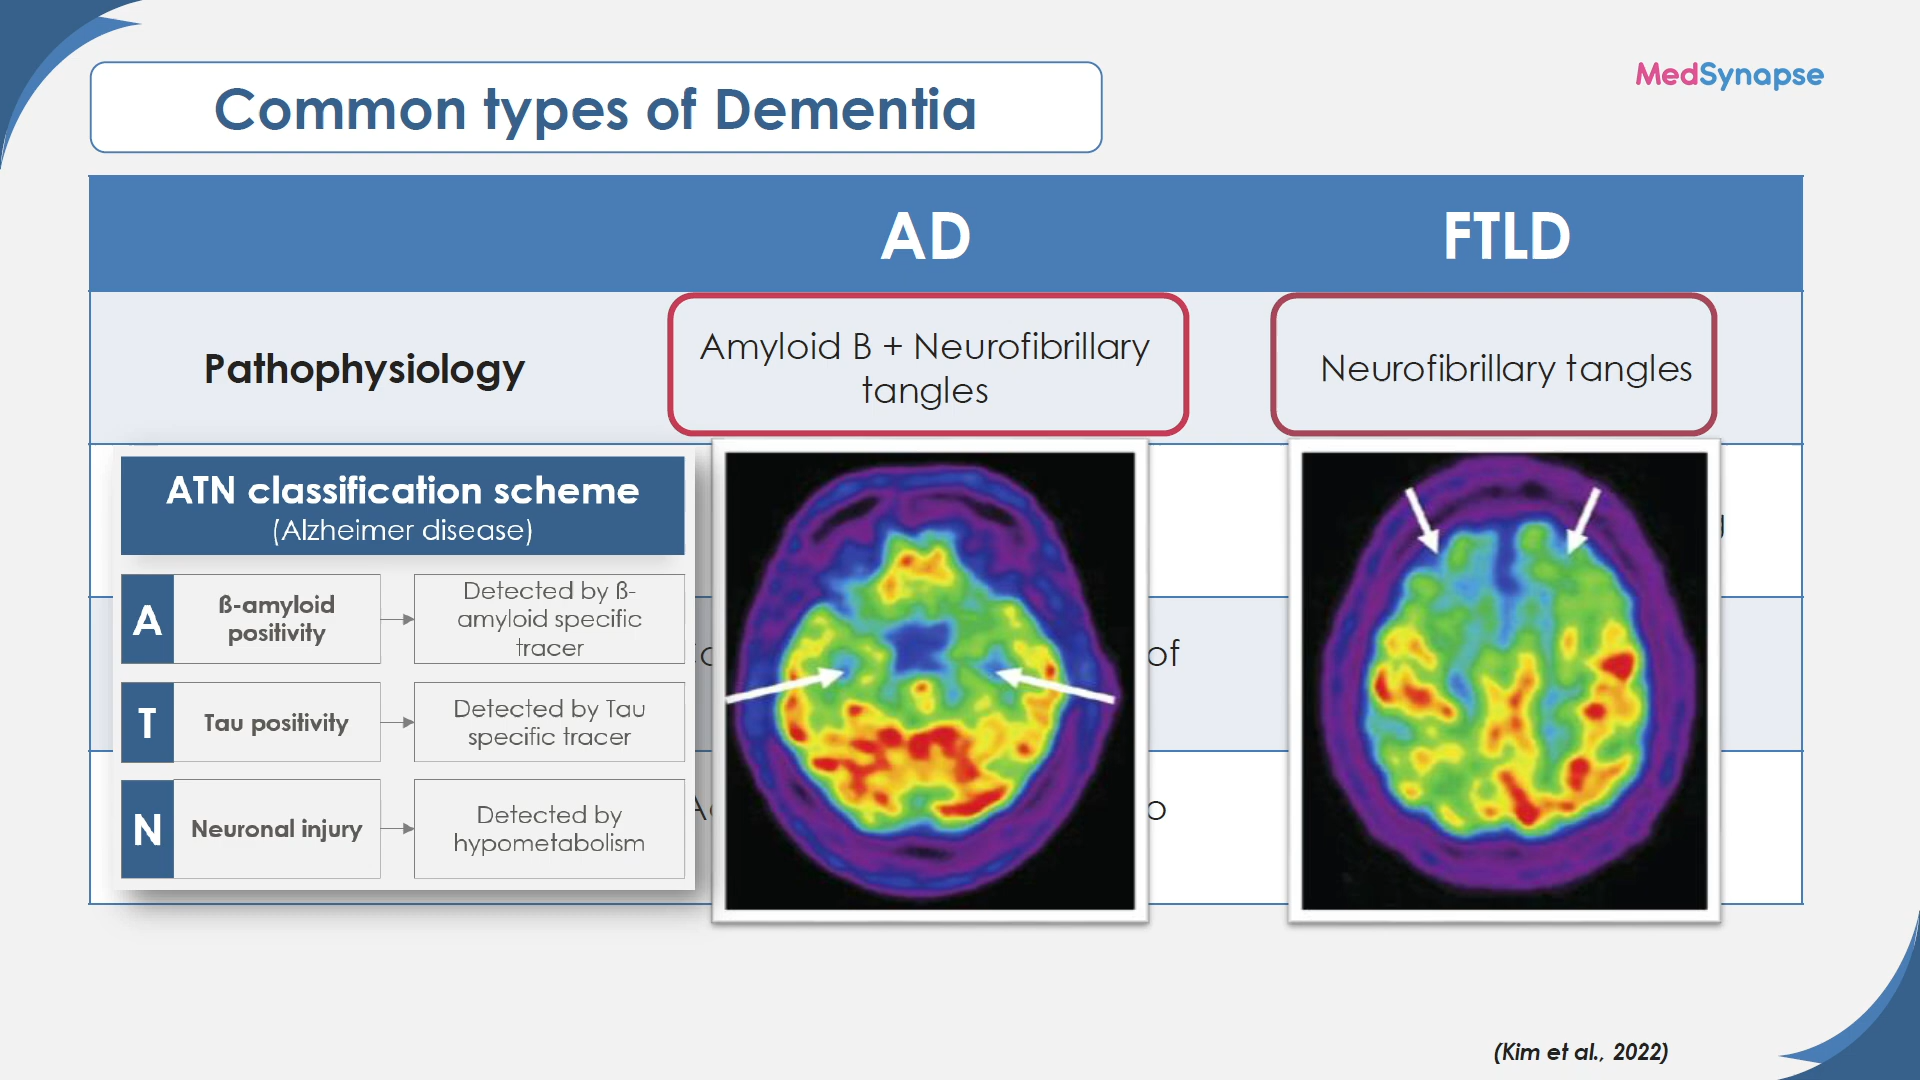 Common types of Dementia
MedSynapse
AD
FTLD
Pathophysiology
Amyloid B + Neurofibrillary
tangles
Neurofibrillary tangles
ATN classification scheme
(Alzheimer disease)
A
ß-amyloid
positivity
Detected by ß-
amyloid specific
tracer
T
Tau positivity
Detected by Tau
specific tracer
N
Neuronal injury
Detected by
hypometabolism
of
(Kim et al., 2022)